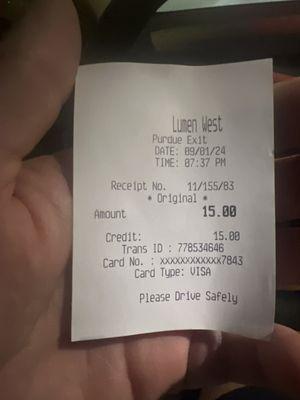 Lumen West
Purdue Exit
DATE: 09/01/24
TIME: 07:37 PM
Receipt No. 11/155/83
* Original *
Amount 15.00
Credit: 15.00
Trans ID : 778534646
Card No. : xxxxxxxxxxxx7843
Card Type: VISA
Please Drive Safely